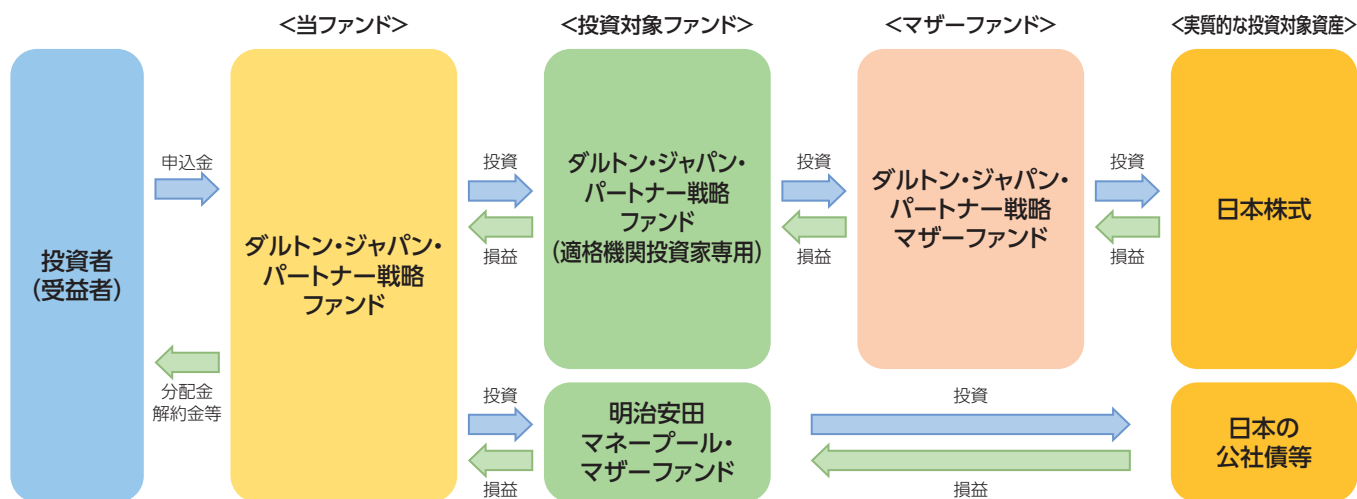 <当ファンド>
<投資対象ファンド>
<マザーファンド>
<実質的な投資対象資産>
投資者
(受益者)
申込金
分配金
解約金等
ダルトン・ジャパン・
パートナー戦略
ファンド
投資
損益
ダルトン・ジャパン・
パートナー戦略
ファンド
(適格機関投資家専用)
投資
損益
ダルトン・ジャパン・
パートナー戦略
マザーファンド
投資
損益
日本株式
投資
損益
明治安田
マネープール・
マザーファンド
投資
損益
日本の
公社債等